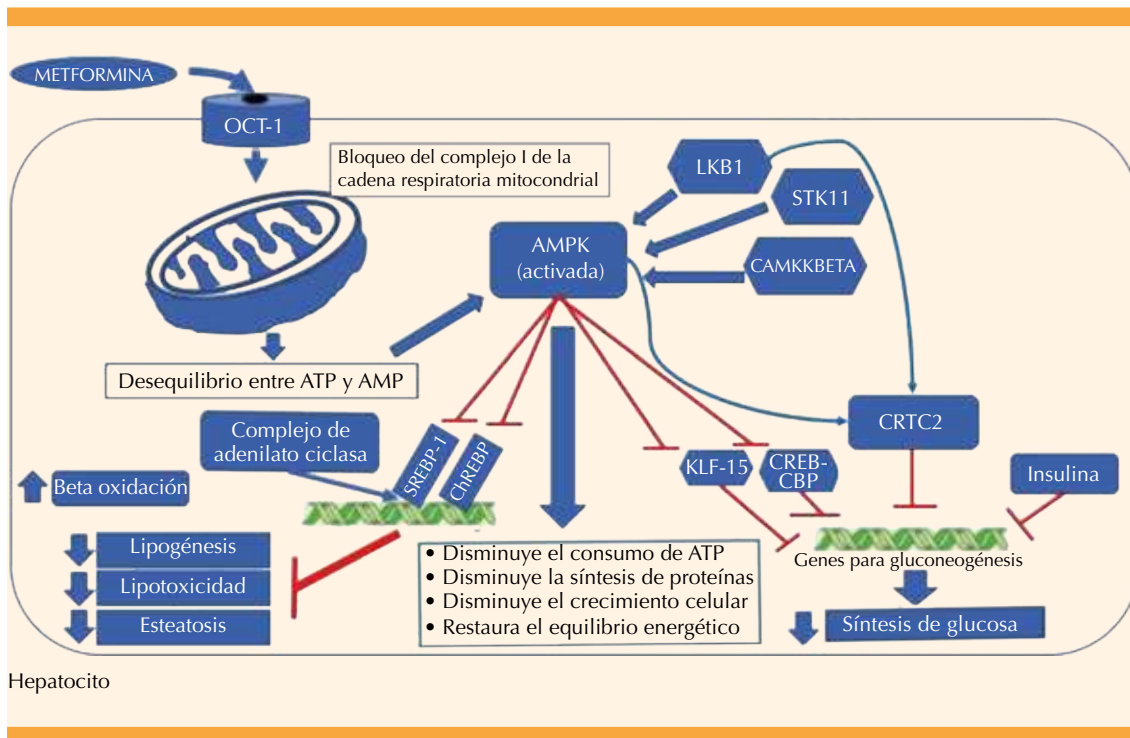 METFORMINA
OCT-1
Bloqueo del complejo I de la
cadena respiratoria mitocondrial
LKB1
STK11
AMPK
(activada)
CAMKKBETA
Desequilibrio entre ATP y AMP
Complejo de
adenilato ciclasa
SREBP-1
ChREBP
KLF-15
CREB-
CBP
CRTC2
Insulina
Beta oxidación
Lipogénesis
Lipotoxicidad
Esteatosis
• Disminuye el consumo de ATP
• Disminuye la síntesis de proteínas
• Disminuye el crecimiento celular
• Restaura el equilibrio energético
Genes para gluconeogénesis
Síntesis de glucosa
Hepatocito